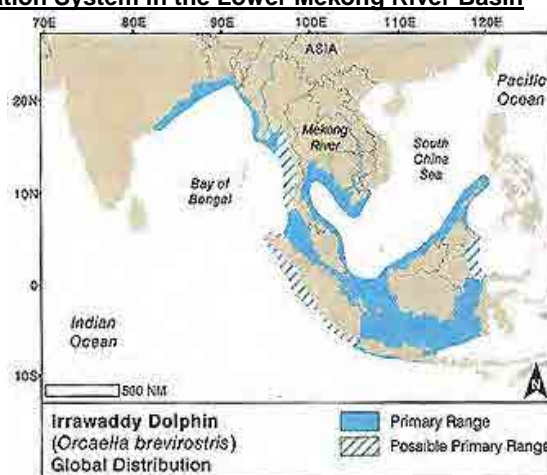 ation System in the Lower Mekong River Basin
70E 80E 90E 100E 110E 120E
ASIA
Pacific
Ocean
20N
Mekong
River
South
China
Sea
Bay of
Bengal
10N
0
Indian
Ocean
10S
500 NM
N
Irrawaddy Dolphin
(Orcaella brevirostris)
Global Distribution
Primary Range
Possible Primary Range